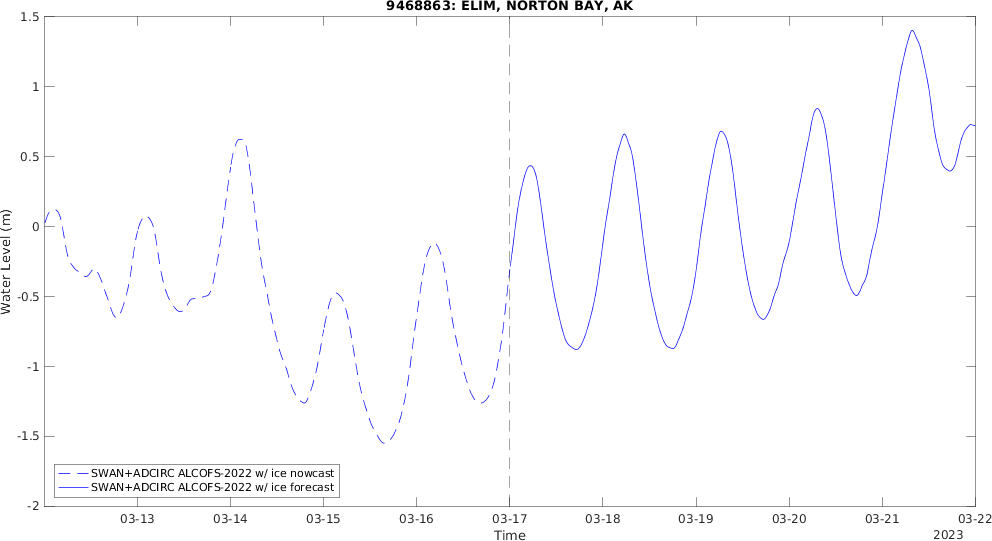 9468863: ELIM, NORTON BAY, AK
1.5
1
0.5
0
-0.5
-1
-1.5
-2
Water Level (m)
SWAN+ADCIRC ALCOFS-2022 w/ ice nowcast
SWAN+ADCIRC ALCOFS-2022 w/ ice forecast
03-13 03-14 03-15 03-16 03-17 03-18 03-19 03-20 03-21 03-22
Time
2023